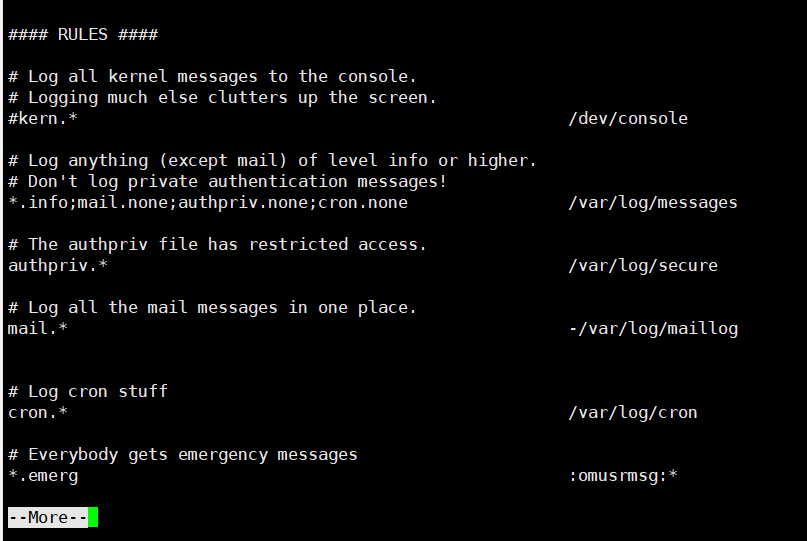 #### RULES ####
# Log all kernel messages to the console.
# Logging much else clutters up the screen.
#kern.* /dev/console
# Log anything (except mail) of level info or higher.
# Don't log private authentication messages!
*.info;mail.none;authpriv.none;cron.none /var/log/messages
# The authpriv file has restricted access.
authpriv.* /var/log/secure
# Log all the mail messages in one place.
mail.* -/var/log/maillog
# Log cron stuff
cron.* /var/log/cron
# Everybody gets emergency messages
*.emerg :omusrmsg:*
--More--